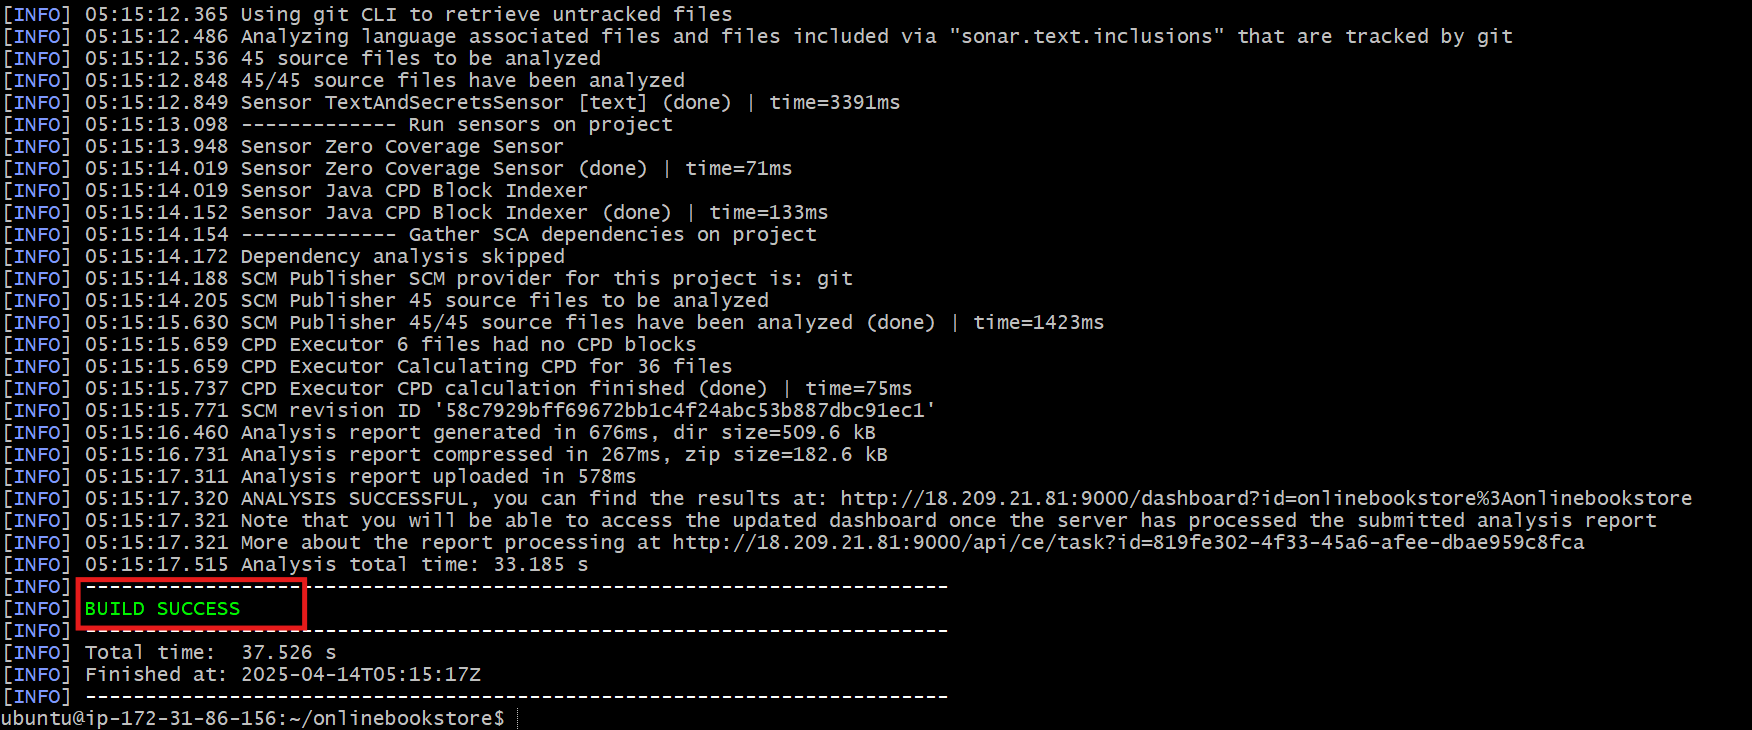 [INFO] 05:15:12.365 Using git CLI to retrieve untracked files
[INFO] 05:15:12.486 Analyzing language associated files and files included via "sonar.text.inclusions" that are tracked by git
[INFO] 05:15:12.536 45 source files to be analyzed
[INFO] 05:15:12.848 45/45 source files have been analyzed
[INFO] 05:15:12.849 Sensor TextAndSecretsSensor [text] (done) | time=3391ms
[INFO] 05:15:13.098 ------------- Run sensors on project
[INFO] 05:15:13.948 Sensor Zero Coverage Sensor
[INFO] 05:15:14.019 Sensor Zero Coverage Sensor (done) | time=71ms
[INFO] 05:15:14.019 Sensor Java CPD Block Indexer
[INFO] 05:15:14.152 Sensor Java CPD Block Indexer (done) | time=133ms
[INFO] 05:15:14.154 ------------- Gather SCA dependencies on project
[INFO] 05:15:14.172 Dependency analysis skipped
[INFO] 05:15:14.188 SCM Publisher SCM provider for this project is: git
[INFO] 05:15:14.205 SCM Publisher 45 source files to be analyzed
[INFO] 05:15:15.630 SCM Publisher 45/45 source files have been analyzed (done) | time=1423ms
[INFO] 05:15:15.659 CPD Executor 6 files had no CPD blocks
[INFO] 05:15:15.659 CPD Executor Calculating CPD for 36 files
[INFO] 05:15:15.737 CPD Executor CPD calculation finished (done) | time=75ms
[INFO] 05:15:15.771 SCM revision ID '58c7929bff69672bb1c4f24abc53b887dbc91ec1'
[INFO] 05:15:16.460 Analysis report generated in 676ms, dir size=509.6 kB
[INFO] 05:15:16.731 Analysis report compressed in 267ms, zip size=182.6 kB
[INFO] 05:15:17.311 Analysis report uploaded in 578ms
[INFO] 05:15:17.320 ANALYSIS SUCCESSFUL, you can find the results at: http://18.209.21.81:9000/dashboard?id=onlinebookstore%3Aonlinebookstore
[INFO] 05:15:17.321 Note that you will be able to access the updated dashboard once the server has processed the submitted analysis report
[INFO] 05:15:17.321 More about the report processing at http://18.209.21.81:9000/api/ce/task?id=819fe302-4f33-45a6-afee-dbae959c8fca
[INFO] 05:15:17.515 Analysis total time: 33.185 s
[INFO] ------------------------------------------------------------------------
[INFO] BUILD SUCCESS
[INFO] ------------------------------------------------------------------------
[INFO] Total time:  37.526 s
[INFO] Finished at: 2025-04-14T05:15:17Z
[INFO] ------------------------------------------------------------------------
ubuntu@ip-172-31-86-156:~/onlinebookstore$